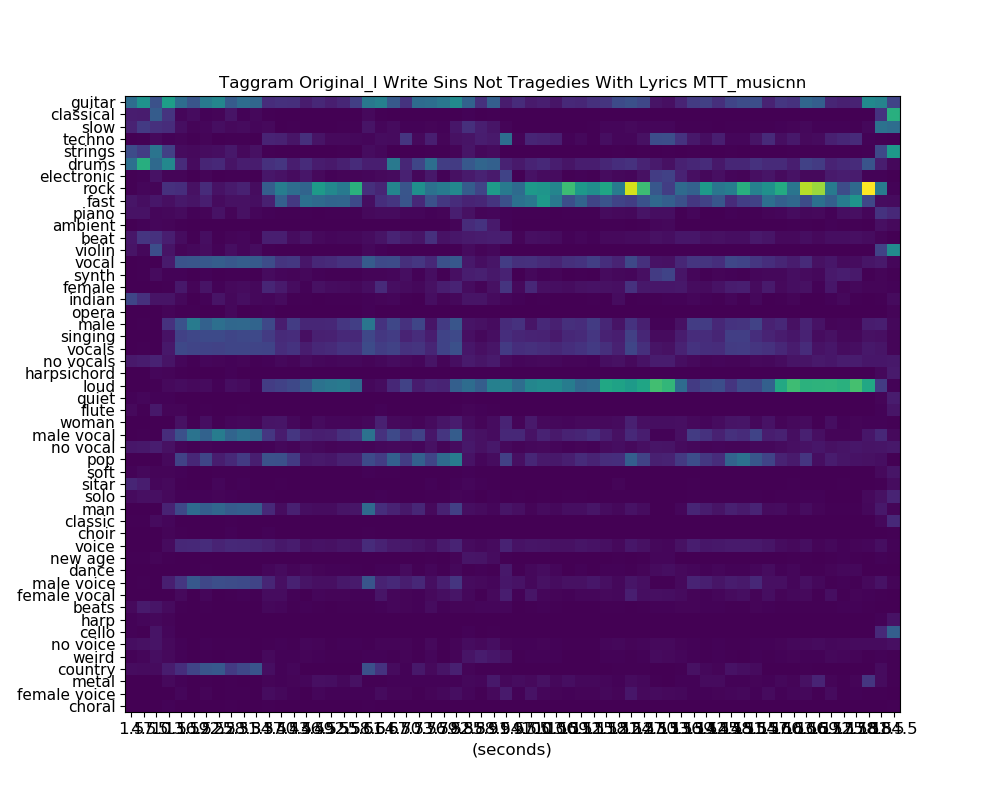 Taggram Original_I Write Sins Not Tragedies With Lyrics MTT_musicnn
guitar
classical
slow
techno
strings
drums
electronic
rock
fast
piano
ambient
beat
violin
vocal
synth
female
indian
opera
male
singing
vocals
no vocals
harpsichord
loud
quiet
flute
woman
male vocal
no vocal
pop
soft
sitar
solo
man
classic
choir
voice
new age
dance
male voice
female vocal
beats
harp
cello
no voice
weird
country
metal
female voice
choral
(seconds)